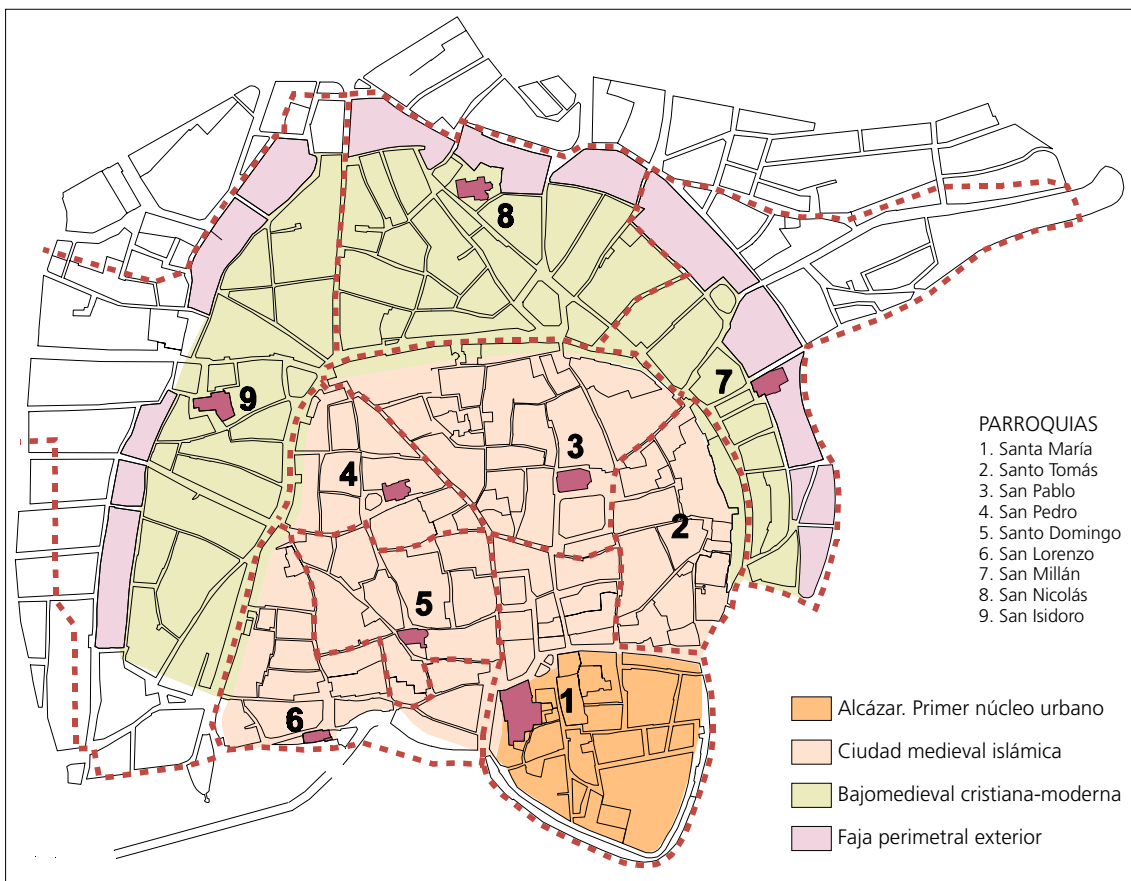 8
7
9
3
4
2
5
1
6
PARROQUIAS
1. Santa María
2. Santo Tomás
3. San Pablo
4. San Pedro
5. Santo Domingo
6. San Lorenzo
7. San Millán
8. San Nicolás
9. San Isidoro
Alcázar. Primer núcleo urbano
Ciudad medieval islámica
Bajomedieval cristiana-moderna
Faja perimetral exterior